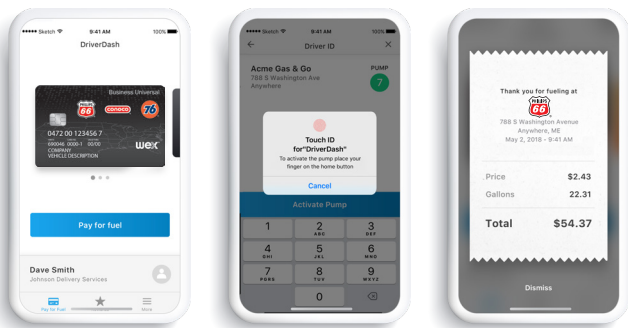 Sketch 9:41 AM 100%
DriverDash
Business Universal
PHILLIPS
66
conoco
76
0472 00 123456 7
690046 0000-1 00/00
COMPANY
VEHICLE DESCRIPTION
wex
Pay for fuel
Dave Smith
Johnson Delivery Services
Pay for Fuel
More
Sketch 9:41 AM 100%
Driver ID
Acme Gas & Go
PUMP
788 S Washington Ave
7
Anywhere
Touch ID
for"DriverDash"
To activate the pump place your
finger on the home button
Cancel
Activate Pump
1 2 3
ABC DEF
4 5 6
GHI JKL MNO
7 8 9
PQRS TUV WXYZ
0
Thank you for fueling at
PHILLIPS
66
788 S Washington Avenue
Anywhere, ME
May 2, 2018 - 9:41 AM
Price $2.43
Gallons 22.31
Total $54.37
Dismiss